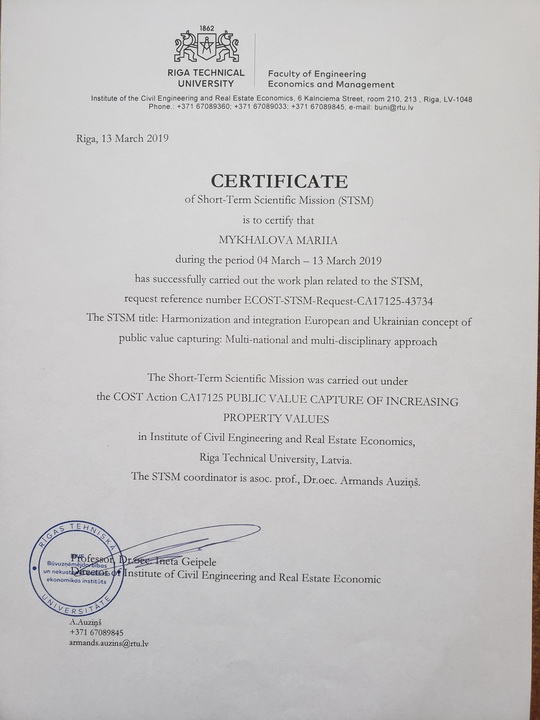 1862
RIGA TECHNICAL
UNIVERSITY
Faculty of Engineering
Economics and Management
Institute of the Civil Engineering and Real Estate Economics, 6 Kalnciema Street, room 210, 213 , Riga, LV-1048
Phone.: +371 67089360; +371 67089033; +371 67089845, e-mail: buni@rtu.lv
Riga, 13 March 2019
CERTIFICATE
of Short-Term Scientific Mission (STSM)
is to certify that
MYKHALOVA MARIIA
during the period 04 March – 13 March 2019
has successfully carried out the work plan related to the STSM,
request reference number ECOST-STSM-Request-CA17125-43734
The STSM title: Harmonization and integration European and Ukrainian concept of
public value capturing: Multi-national and multi-disciplinary approach
The Short-Term Scientific Mission was carried out under
the COST Action CA17125 PUBLIC VALUE CAPTURE OF INCREASING
PROPERTY VALUES
in Institute of Civil Engineering and Real Estate Economics,
Riga Technical University, Latvia.
The STSM coordinator is asoc. prof., Dr.oec. Armands Auziņš.
RĪGAS TEHNISKĀ
Būvuzņēmējdarbības
un nekustamā
ekonomikas institūts
UNIVERSITĀTE
Professor, Dr.oec. Ineta Geipele
Director of Institute of Civil Engineering and Real Estate Economic
A.Auziņš
+371 67089845
armands.auzins@rtu.lv